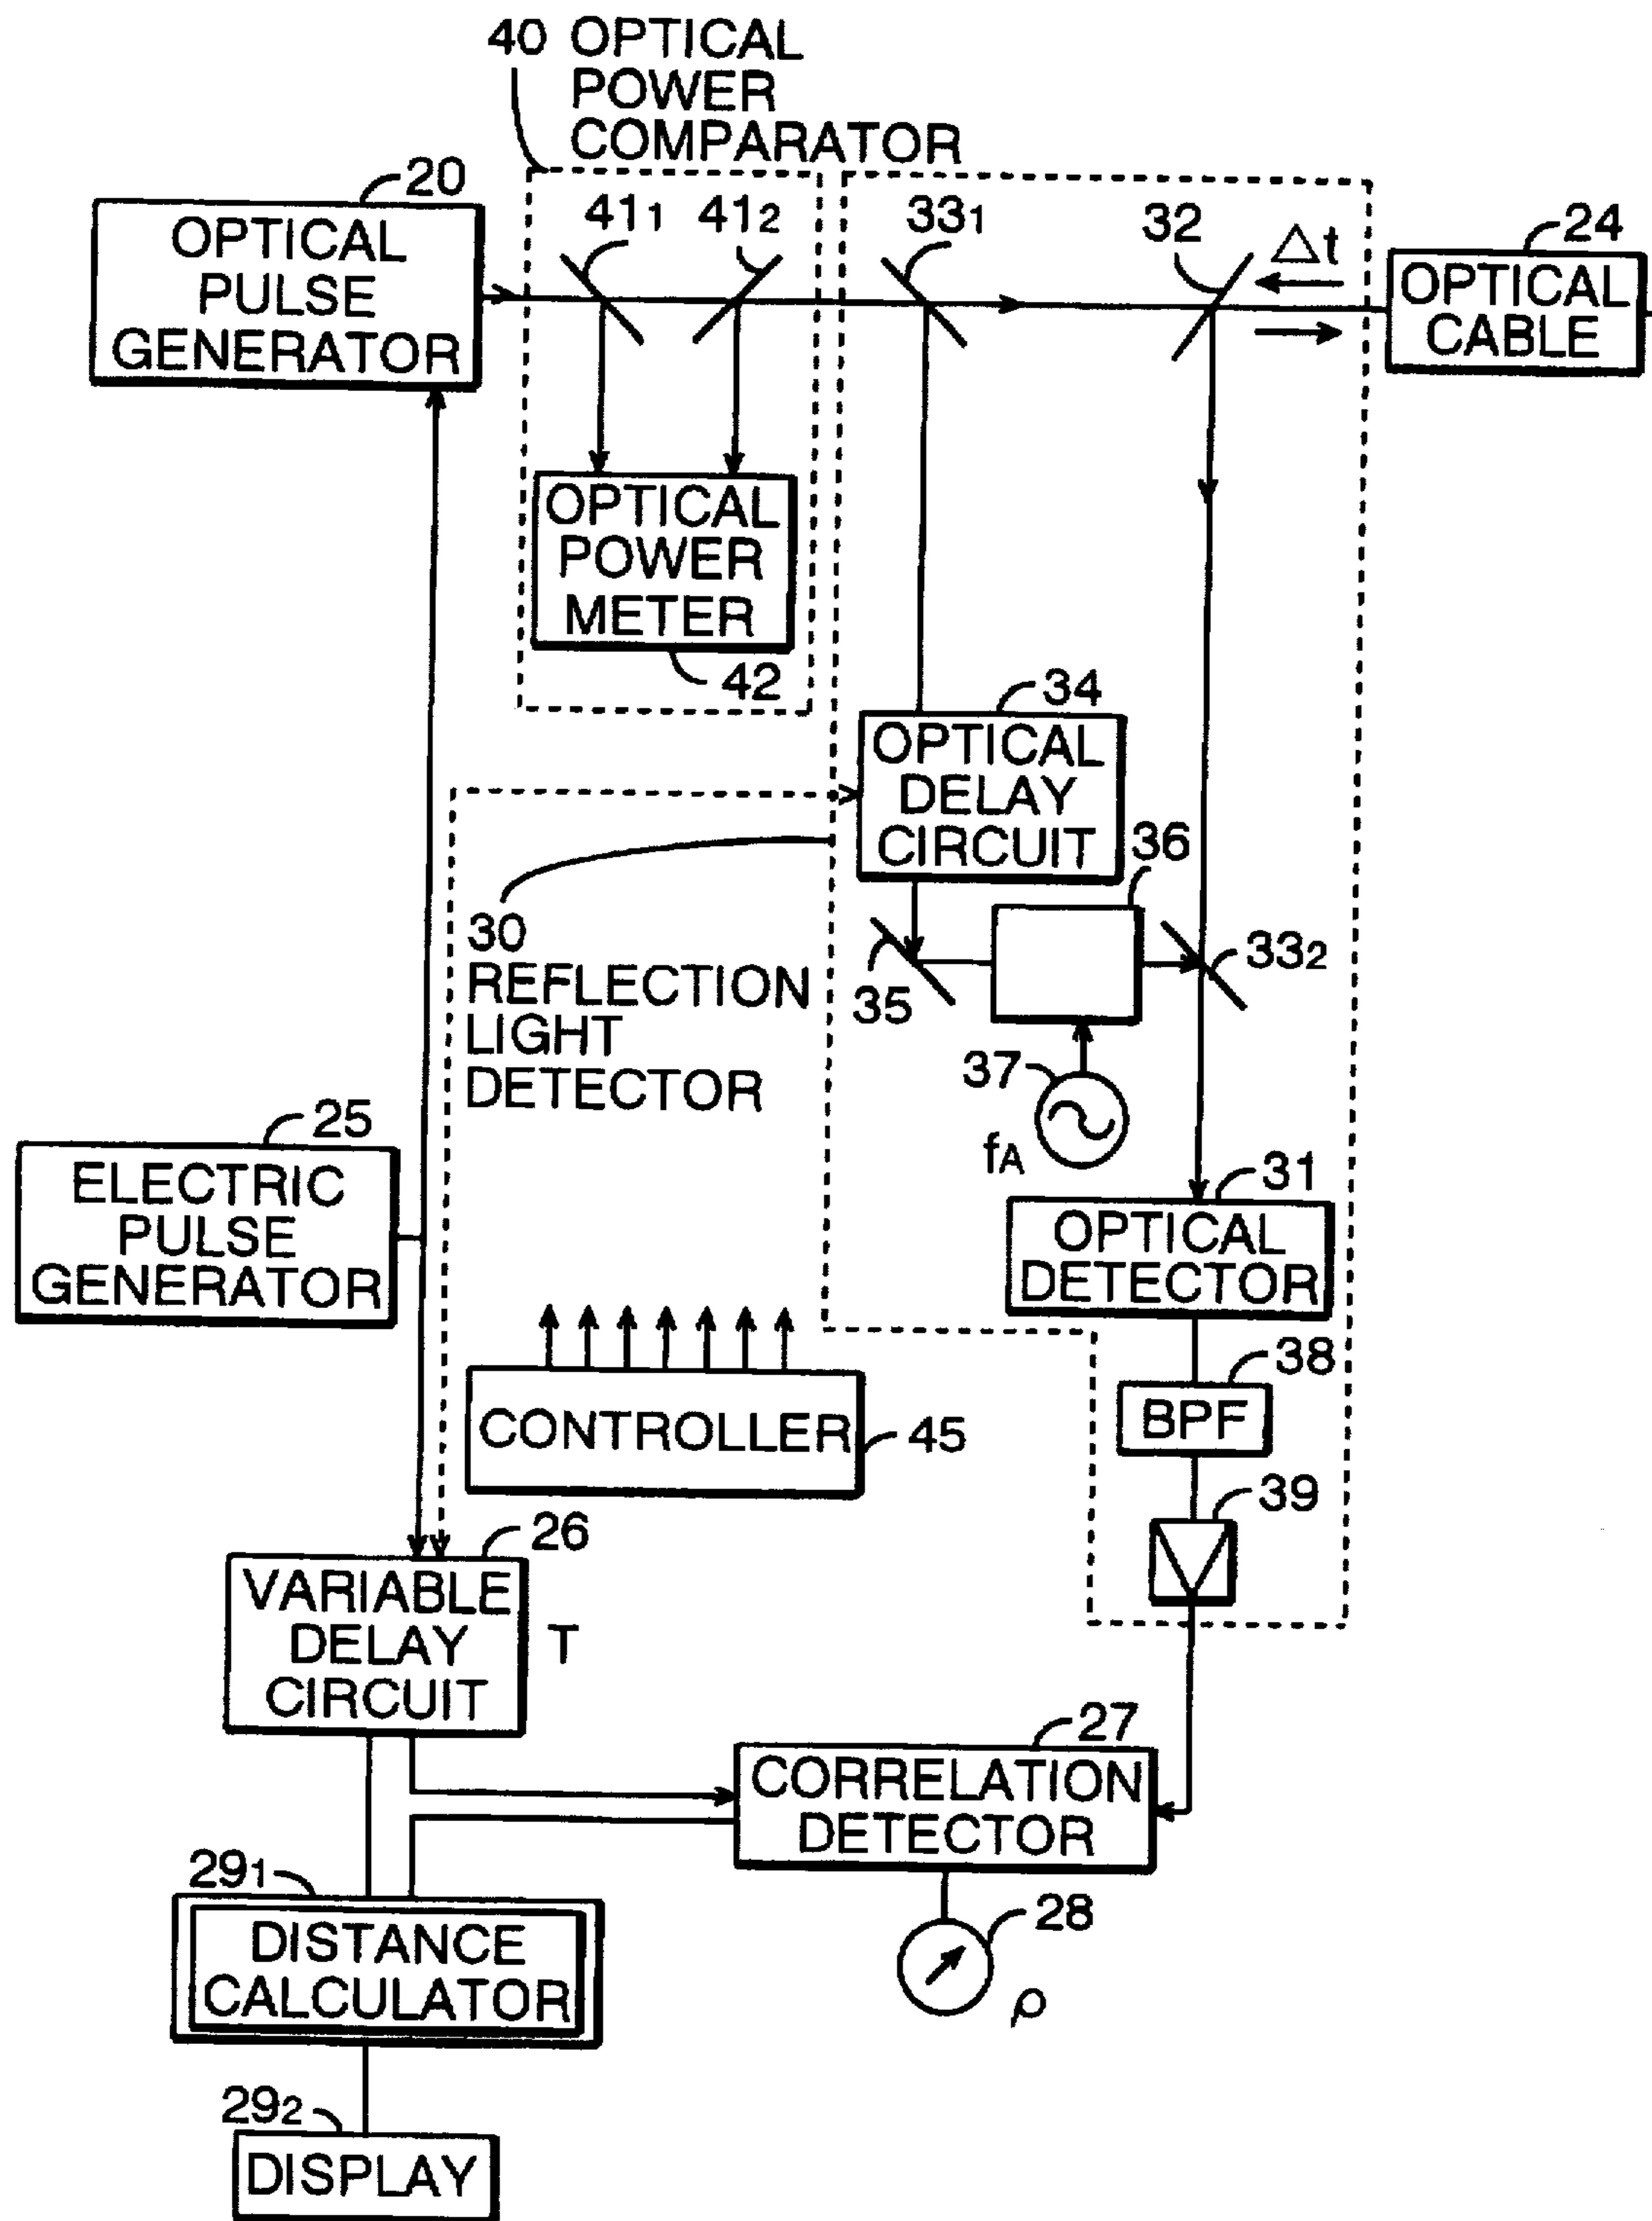 40 OPTICAL
POWER
COMPARATOR
20
OPTICAL
PULSE
GENERATOR
41₁
41₂
33₁
32
Δt
24
OPTICAL
CABLE
OPTICAL
POWER
METER
42
34
OPTICAL
DELAY
CIRCUIT
36
35
33₂
30
REFLECTION
LIGHT
DETECTOR
37
fA
25
ELECTRIC
PULSE
GENERATOR
31
OPTICAL
DETECTOR
38
BPF
CONTROLLER
45
39
26
VARIABLE
DELAY
CIRCUIT
T
27
CORRELATION
DETECTOR
28
ρ
29₁
DISTANCE
CALCULATOR
29₂
DISPLAY